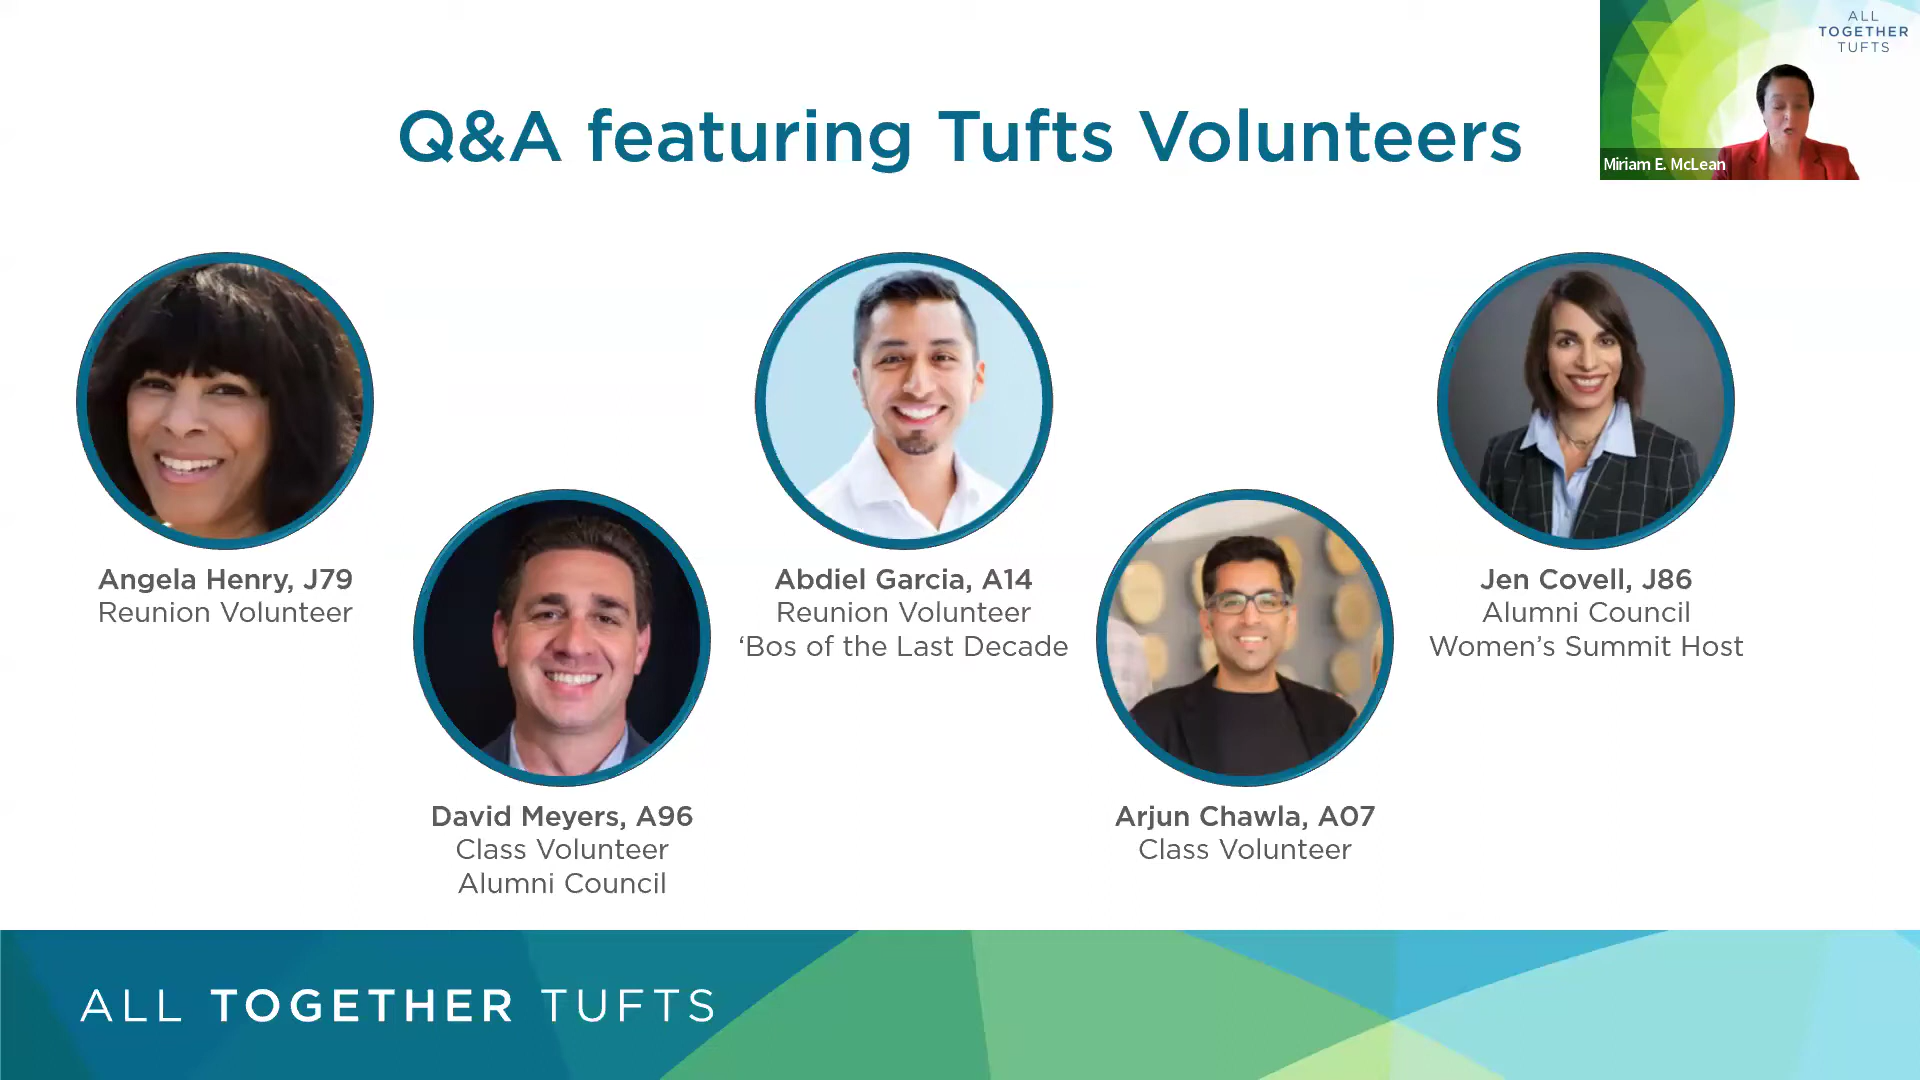 Q&A featuring Tufts Volunteers
ALL
TOGETHER
TUFTS
Miriam E. McLean
Angela Henry, J79
Reunion Volunteer
David Meyers, A96
Class Volunteer
Alumni Council
Abdiel Garcia, A14
Reunion Volunteer
‘Bos of the Last Decade
Arjun Chawla, A07
Class Volunteer
Jen Covell, J86
Alumni Council
Women’s Summit Host
ALL TOGETHER TUFTS